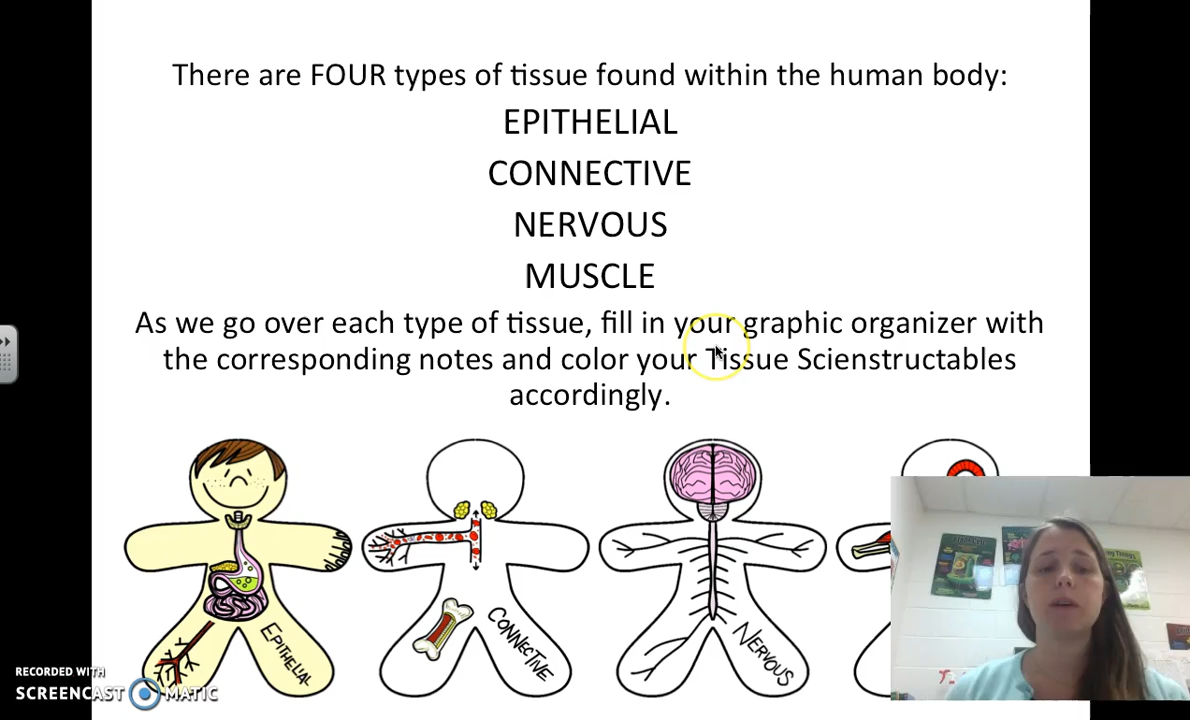 There are FOUR types of tissue found within the human body:
EPITHELIAL
CONNECTIVE
NERVOUS
MUSCLE
As we go over each type of tissue, fill in your graphic organizer with
the corresponding notes and color your Tissue Scienstructables
accordingly.
EPITHELIAL
CONNECTIVE
NERVOUS
RECORDED WITH
SCREENCAST MATIC